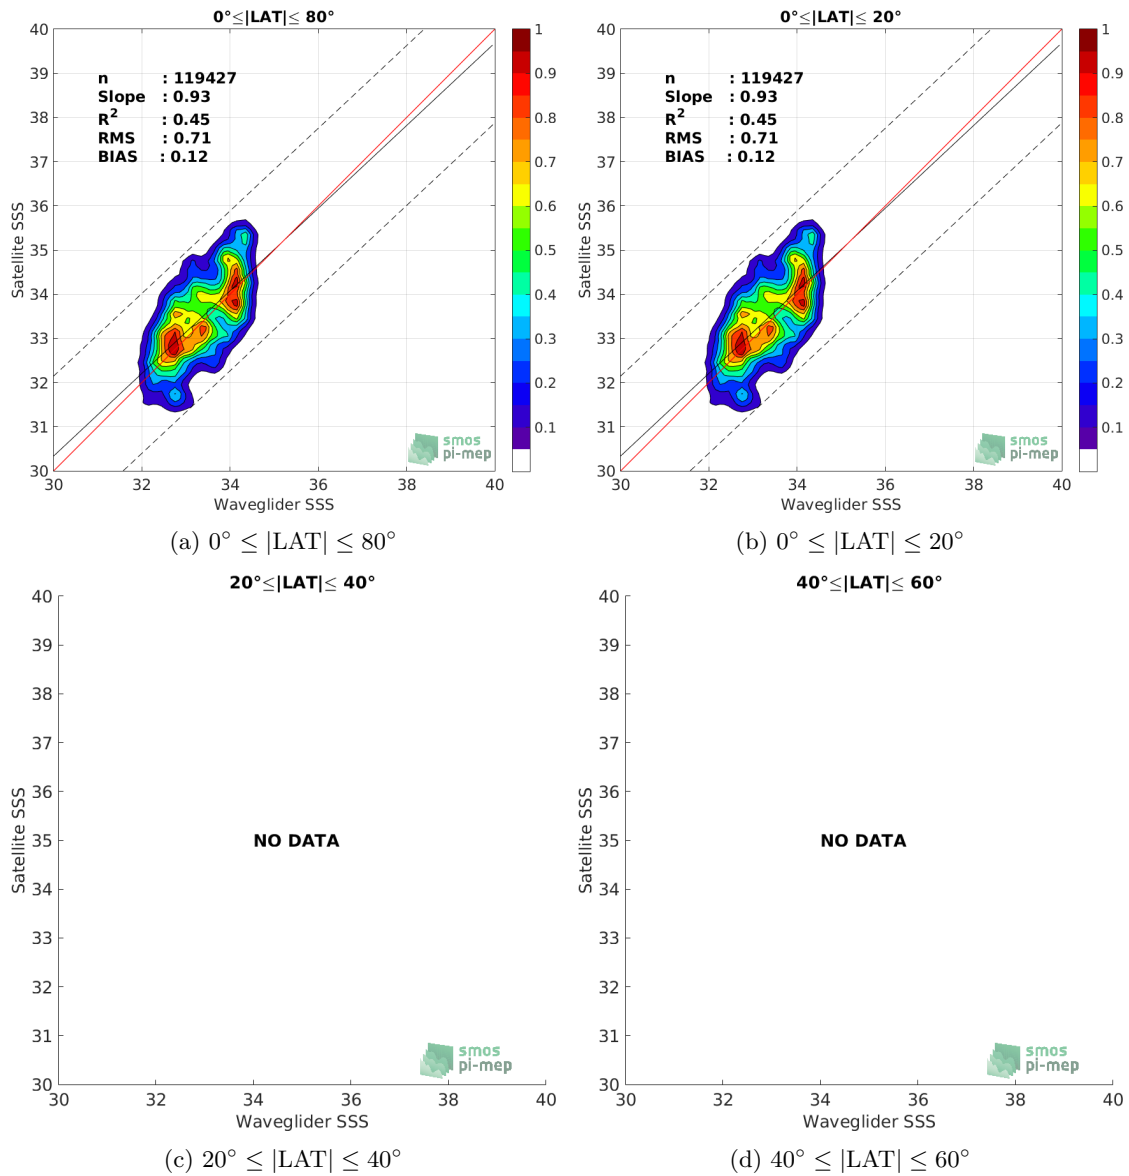 0°≤|LAT|≤ 80°
40
39
38
37
36
35
34
33
32
31
30
Satellite SSS
n : 119427
Slope : 0.93
R2 : 0.45
RMS : 0.71
BIAS : 0.12
1
0.9
0.8
0.7
0.6
0.5
0.4
0.3
0.2
0.1
smos
pi-mep
30 32 34 36 38 40
Waveglider SSS
(a) 0° ≤ |LAT| ≤ 80°
0°≤|LAT|≤ 20°
40
39
38
37
36
35
34
33
32
31
30
Satellite SSS
n : 119427
Slope : 0.93
R2 : 0.45
RMS : 0.71
BIAS : 0.12
1
0.9
0.8
0.7
0.6
0.5
0.4
0.3
0.2
0.1
smos
pi-mep
30 32 34 36 38 40
Waveglider SSS
(b) 0° ≤ |LAT| ≤ 20°
20°≤|LAT|≤ 40°
40
39
38
37
36
35
34
33
32
31
30
Satellite SSS
NO DATA
smos
pi-mep
30 32 34 36 38 40
Waveglider SSS
(c) 20° ≤ |LAT| ≤ 40°
40°≤|LAT|≤ 60°
40
39
38
37
36
35
34
33
32
31
30
Satellite SSS
NO DATA
smos
pi-mep
30 32 34 36 38 40
Waveglider SSS
(d) 40° ≤ |LAT| ≤ 60°